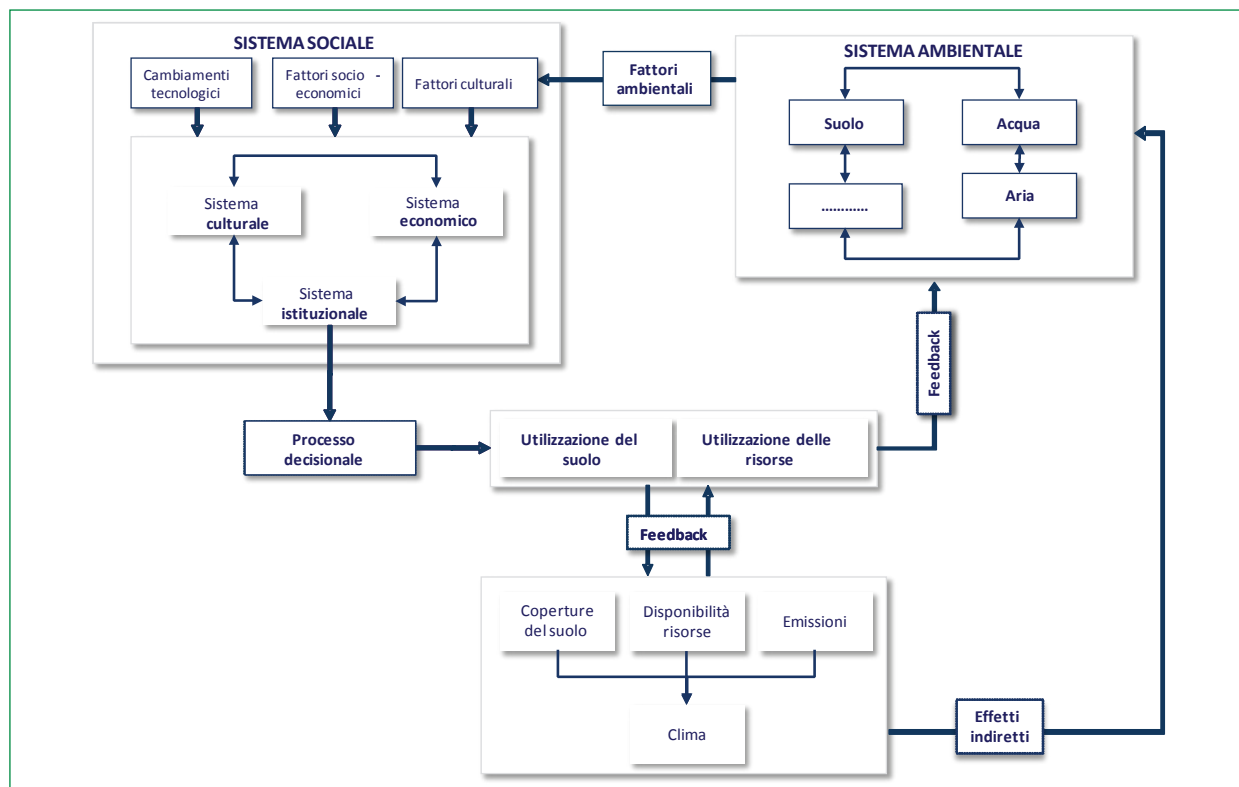 SISTEMA SOCIALE
Cambiamenti
tecnologici
Fattori socio -
economici
Fattori culturali
Sistema
culturale
Sistema
economico
Sistema
istituzionale
Fattori
ambientali
SISTEMA AMBIENTALE
Suolo
Acqua
............
Aria
Feedback
Processo
decisionale
Utilizzazione del
suolo
Utilizzazione delle
risorse
Feedback
Coperture
del suolo
Disponibilità
risorse
Emissioni
Clima
Effetti
indiretti